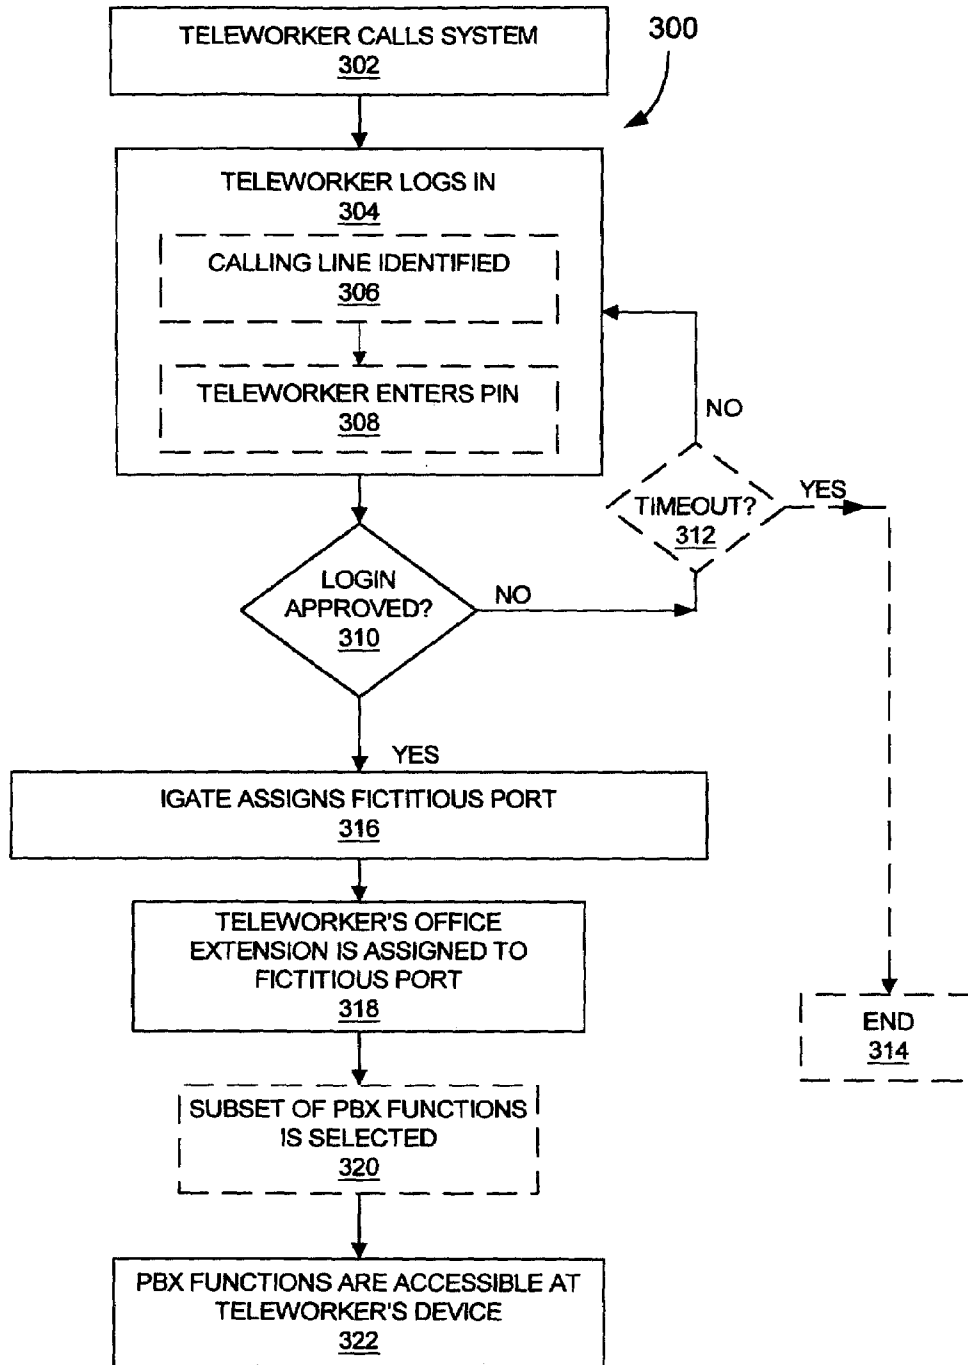 TELEWORKER CALLS SYSTEM
302
300
TELEWORKER LOGS IN
304
CALLING LINE IDENTIFIED
306
TELEWORKER ENTERS PIN
308
NO
TIMEOUT?
312
YES
LOGIN
APPROVED?
310
NO
YES
IGATE ASSIGNS FICTITIOUS PORT
316
TELEWORKER'S OFFICE
EXTENSION IS ASSIGNED TO
FICTITIOUS PORT
318
END
314
SUBSET OF PBX FUNCTIONS
IS SELECTED
320
PBX FUNCTIONS ARE ACCESSIBLE AT
TELEWORKER'S DEVICE
322